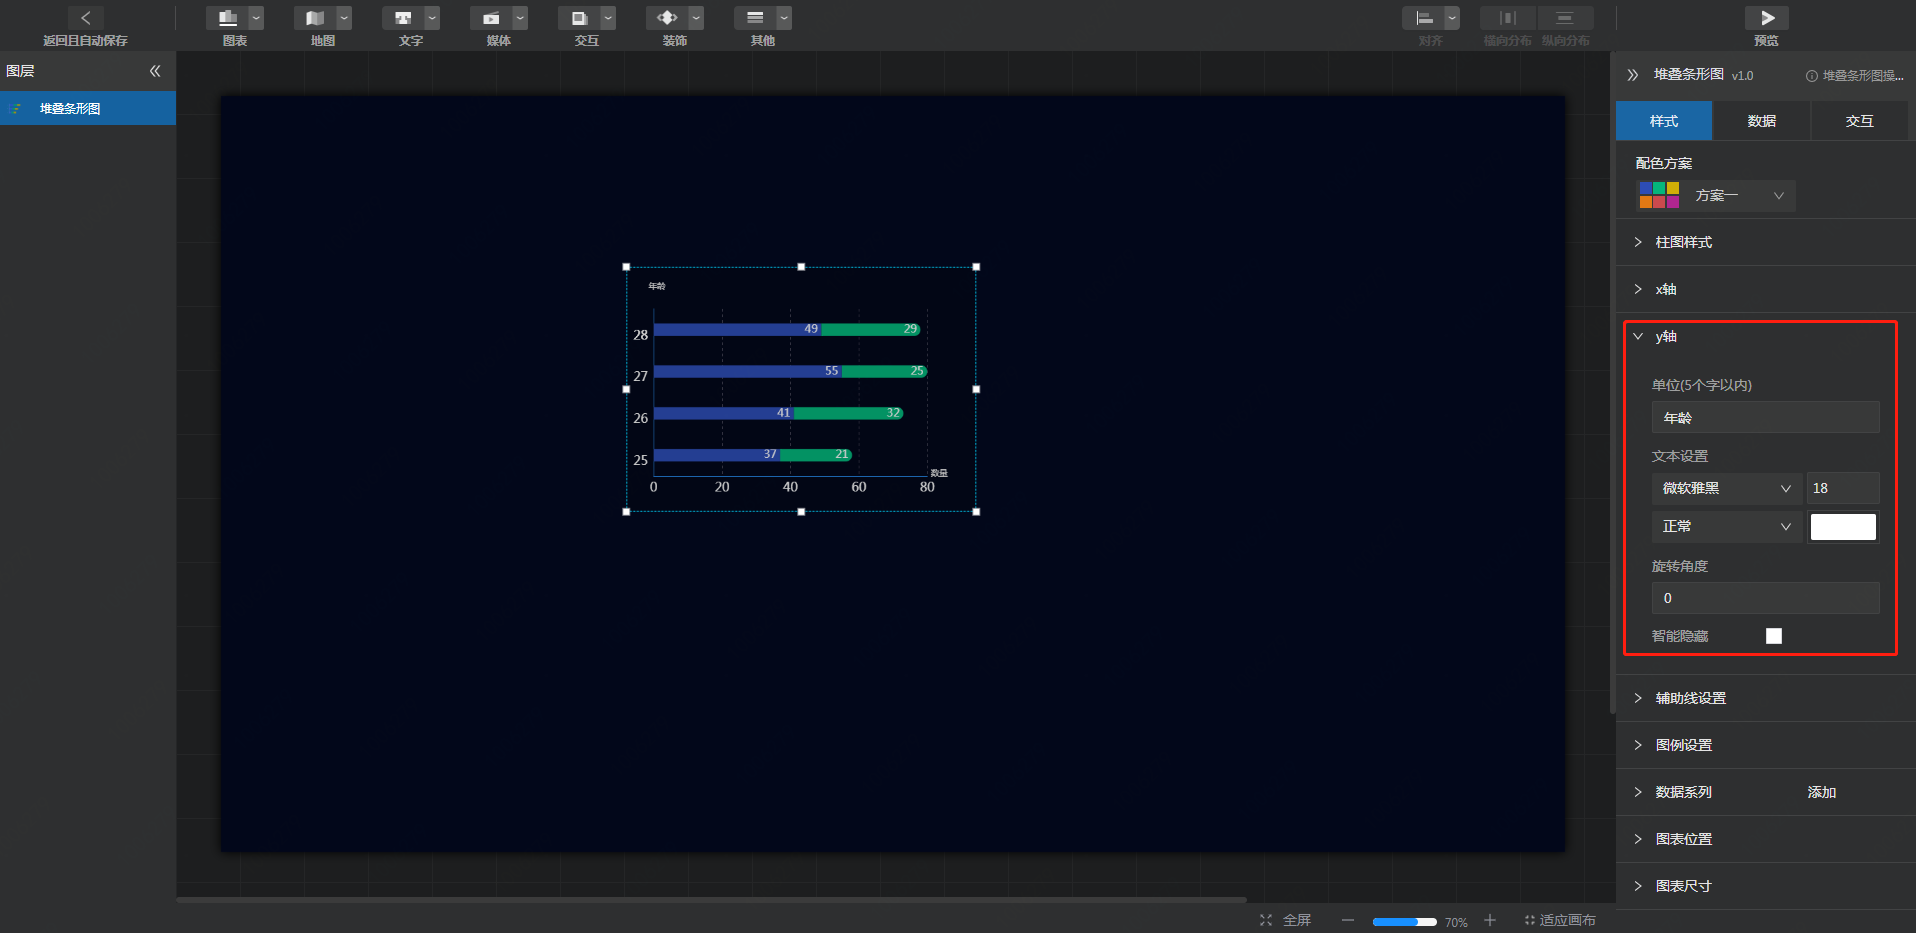 返回且自动保存
图表
地图
文字
媒体
交互
装饰
其他
对齐
横向分布
纵向分布
预览
图层
堆叠条形图
年龄
28
49
29
27
55
25
26
41
32
25
37
21
数量
0
20
40
60
80
堆叠条形图 v1.0
堆叠条形图操...
样式
数据
交互
配色方案
方案一
柱图样式
x轴
y轴
单位(5个字以内)
年龄
文本设置
微软雅黑
18
正常
旋转角度
0
智能隐藏
辅助线设置
图例设置
数据系列
添加
图表位置
图表尺寸
全屏
70%
适应画布